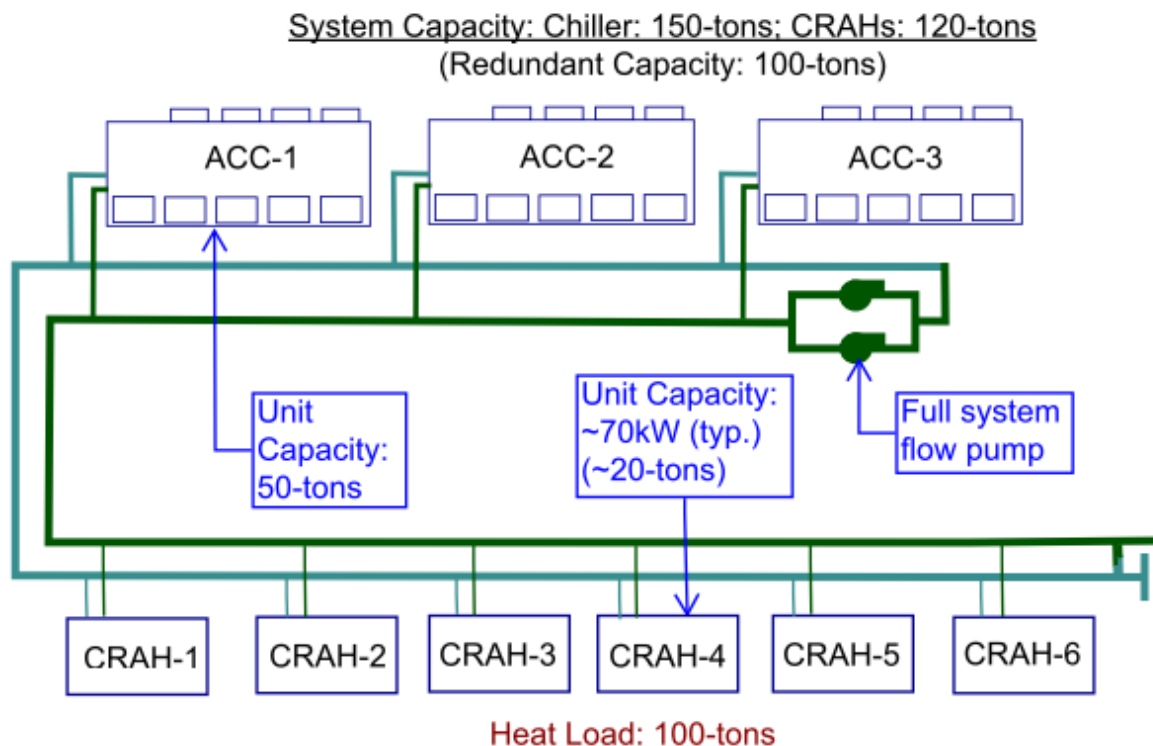 System Capacity: Chiller: 150-tons; CRAHs: 120-tons
(Redundant Capacity: 100-tons)
ACC-1
ACC-2
ACC-3
Unit
Capacity:
50-tons
Unit Capacity:
~70kW (typ.)
(~20-tons)
Full system
flow pump
CRAH-1
CRAH-2
CRAH-3
CRAH-4
CRAH-5
CRAH-6
Heat Load: 100-tons